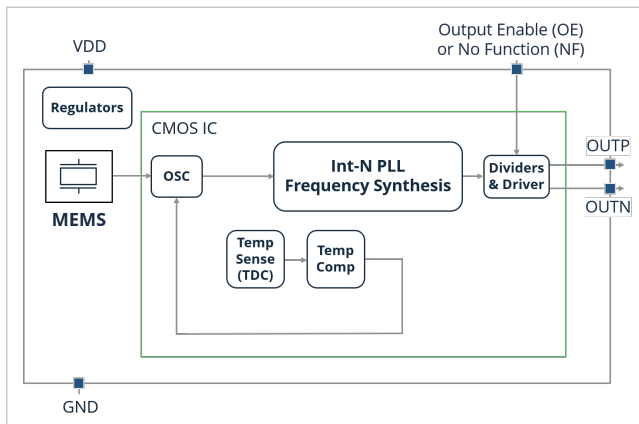 VDD
Output Enable (OE)
or No Function (NF)
Regulators
CMOS IC
MEMS
OSC
Int-N PLL
Frequency Synthesis
Dividers
& Driver
OUTP
OUTN
Temp
Sense
(TDC)
Temp
Comp
GND